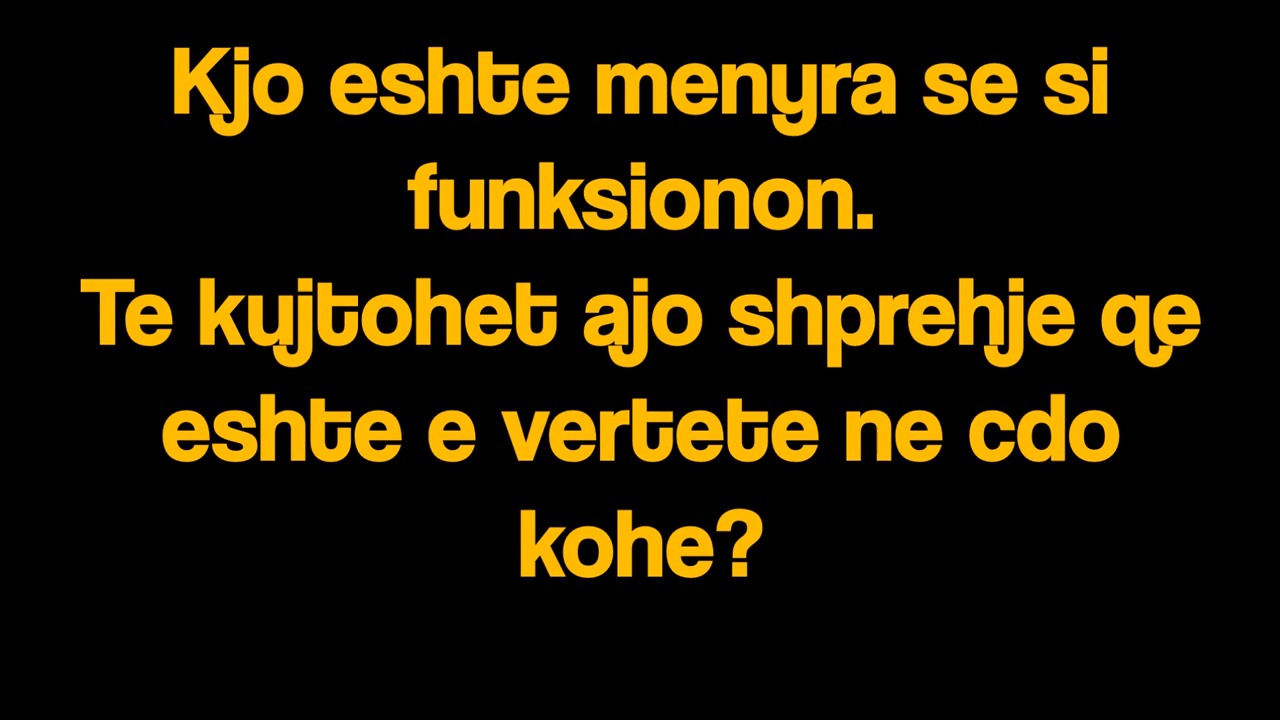 Kjo eshte menyra se si
funksionon.
Te kujtohet ajo shprehje qe
eshte e vertete ne cdo
kohe?